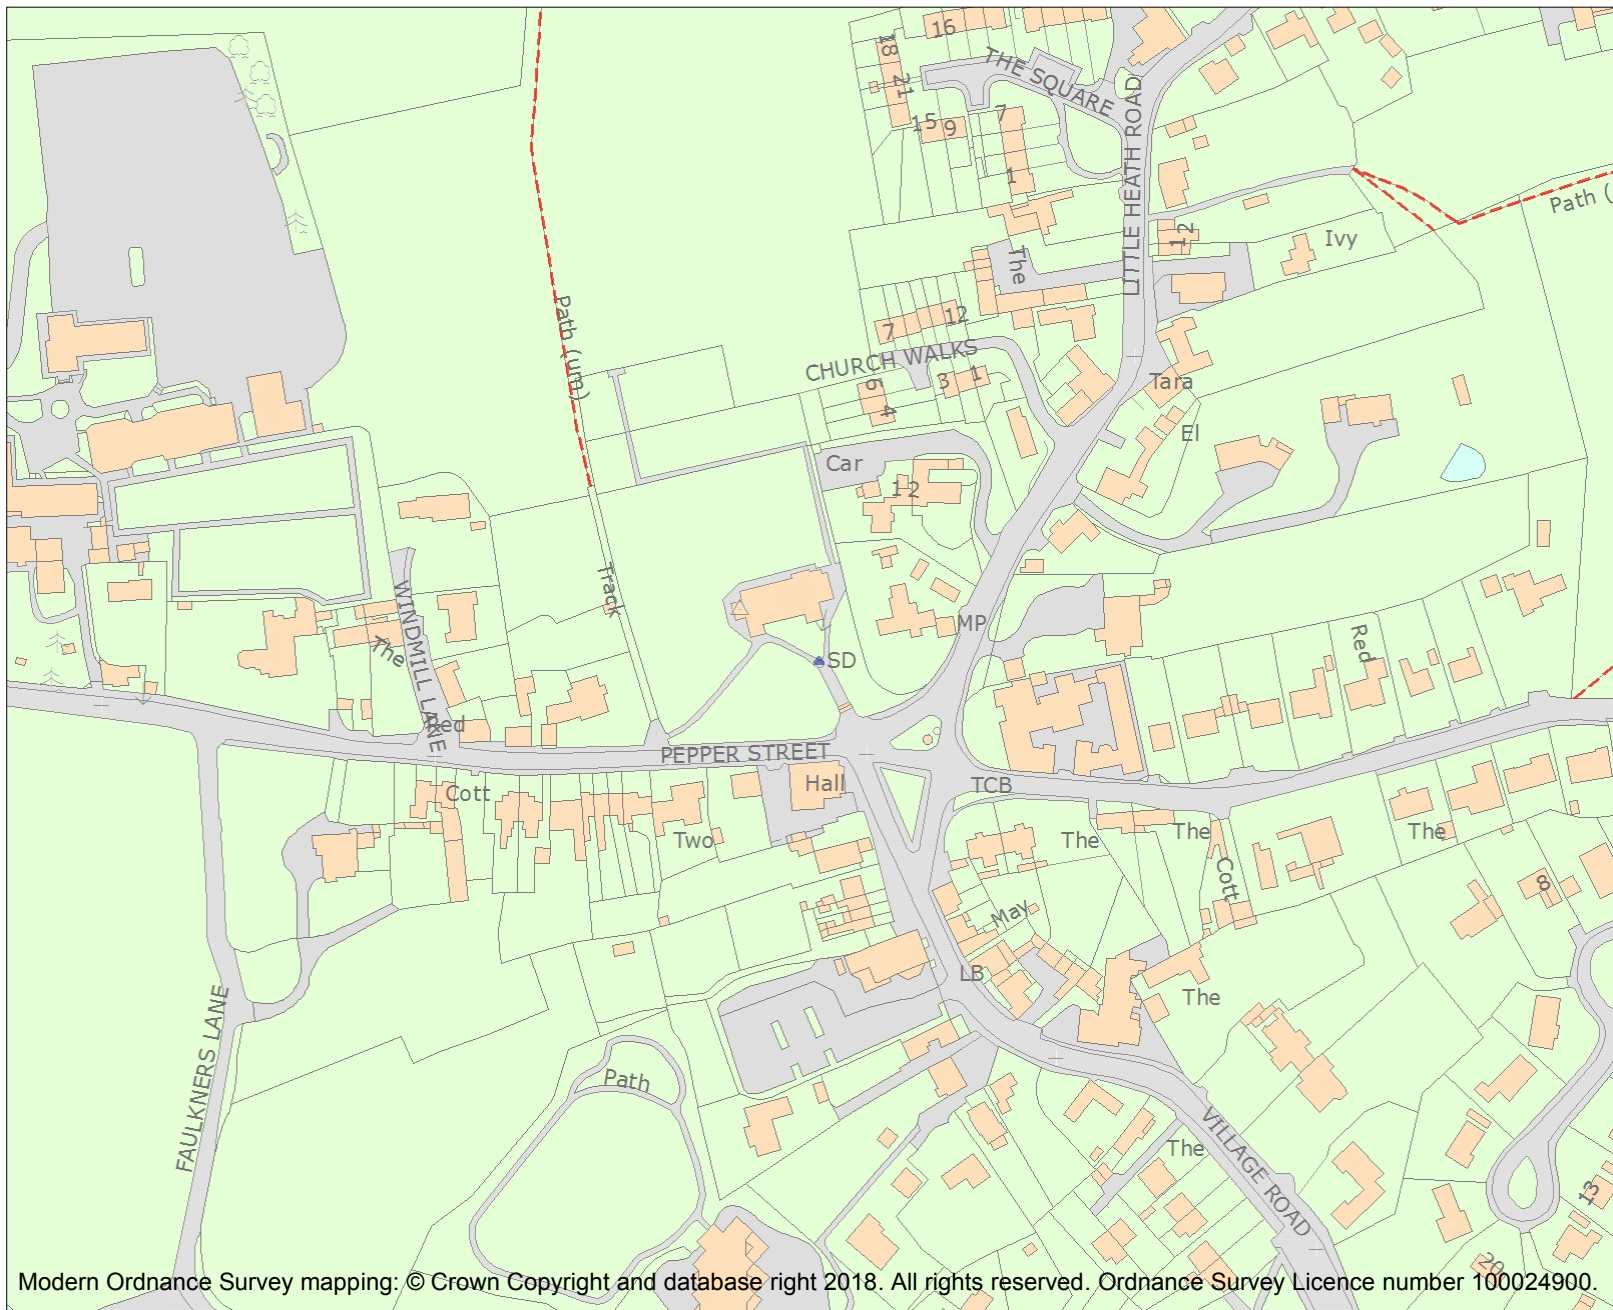 16
18
THE SQUARE
21
15
9
7
1
LITTLE HEATH ROAD
Path (
12
Ivy
The
Path (um)
7
12
CHURCH WALKS
6
3
1
4
Tara
El
Car
1 2
Track
WINDMILL LANE
The
MP
Red
SD
Red
PEPPER STREET
Hall
TCB
Cott
Two
The
The
The
Cott
8
May
LB
The
FAULKNERS LANE
Path
VILLAGE ROAD
The
13
20
Modern Ordnance Survey mapping: © Crown Copyright and database right 2018. All rights reserved. Ordnance Survey Licence number 100024900.